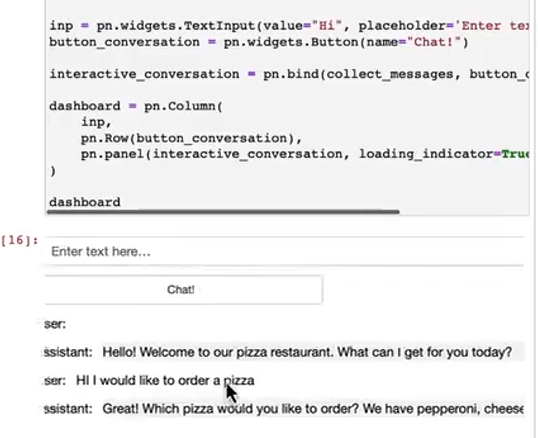 inp = pn.widgets.TextInput(value="Hi", placeholder='Enter tex
button_conversation = pn.widgets.Button(name="Chat!")
interactive_conversation = pn.bind(collect_messages, button_c
dashboard = pn.Column(
    inp,
    pn.Row(button_conversation),
    pn.panel(interactive_conversation, loading_indicator=True
)
dashboard
[16]:
Enter text here…
Chat!
ser:
ssistant: Hello! Welcome to our pizza restaurant. What can I get for you today?
ser: HI I would like to order a pizza
ssistant: Great! Which pizza would you like to order? We have pepperoni, cheese